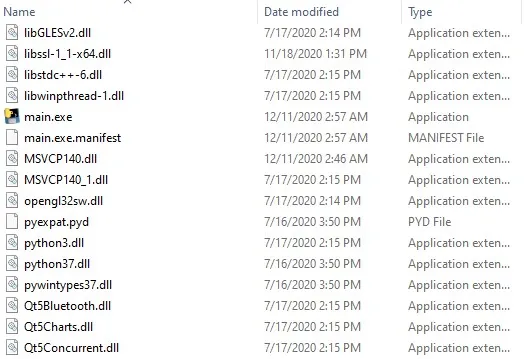 Name Date modified Type
libGLESv2.dll 7/17/2020 2:14 PM Application exten...
libssl-1_1-x64.dll 11/18/2020 1:31 PM Application exten...
libstdc++-6.dll 7/17/2020 2:15 PM Application exten...
libwinpthread-1.dll 7/17/2020 2:15 PM Application exten...
main.exe 12/11/2020 2:57 AM Application
main.exe.manifest 12/11/2020 2:57 AM MANIFEST File
MSVCP140.dll 12/11/2020 2:46 AM Application exten...
MSVCP140_1.dll 7/17/2020 2:15 PM Application exten...
opengl32sw.dll 7/17/2020 2:14 PM Application exten...
pyexpat.pyd 7/16/2020 3:50 PM PYD File
python3.dll 7/17/2020 2:15 PM Application exten...
python37.dll 7/16/2020 3:50 PM Application exten...
pywintypes37.dll 7/16/2020 3:50 PM Application exten...
Qt5Bluetooth.dll 7/17/2020 2:15 PM Application exten...
Qt5Charts.dll 7/17/2020 2:15 PM Application exten...
Qt5Concurrent.dll 7/17/2020 2:15 PM Application exten...